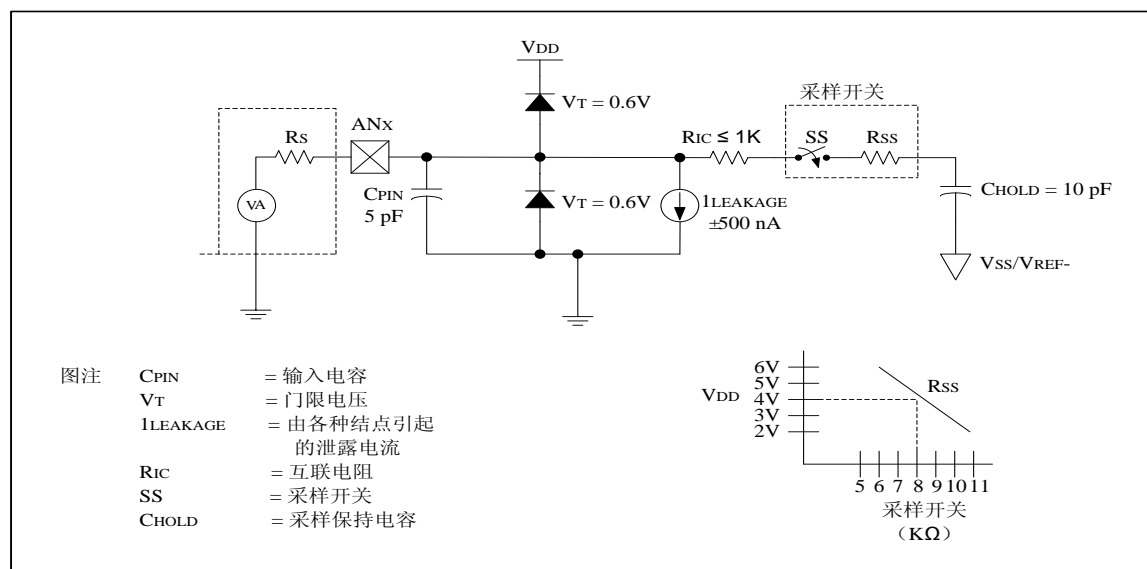 VDD
采样开关
VT = 0.6V
RS
ANX
RIC ≤ 1K
SS
RSS
VA
CPIN
5 pF
VT = 0.6V
1LEAKAGE
±500 nA
CHOLD = 10 pF
VSS/VREF-
图注
CPIN = 输入电容
VT = 门限电压
1LEAKAGE = 由各种结点引起
的泄露电流
RIC = 互联电阻
SS = 采样开关
CHOLD = 采样保持电容
6V
5V
VDD 4V
3V
2V
RSS
5 6 7 8 9 10 11
采样开关
(KΩ)